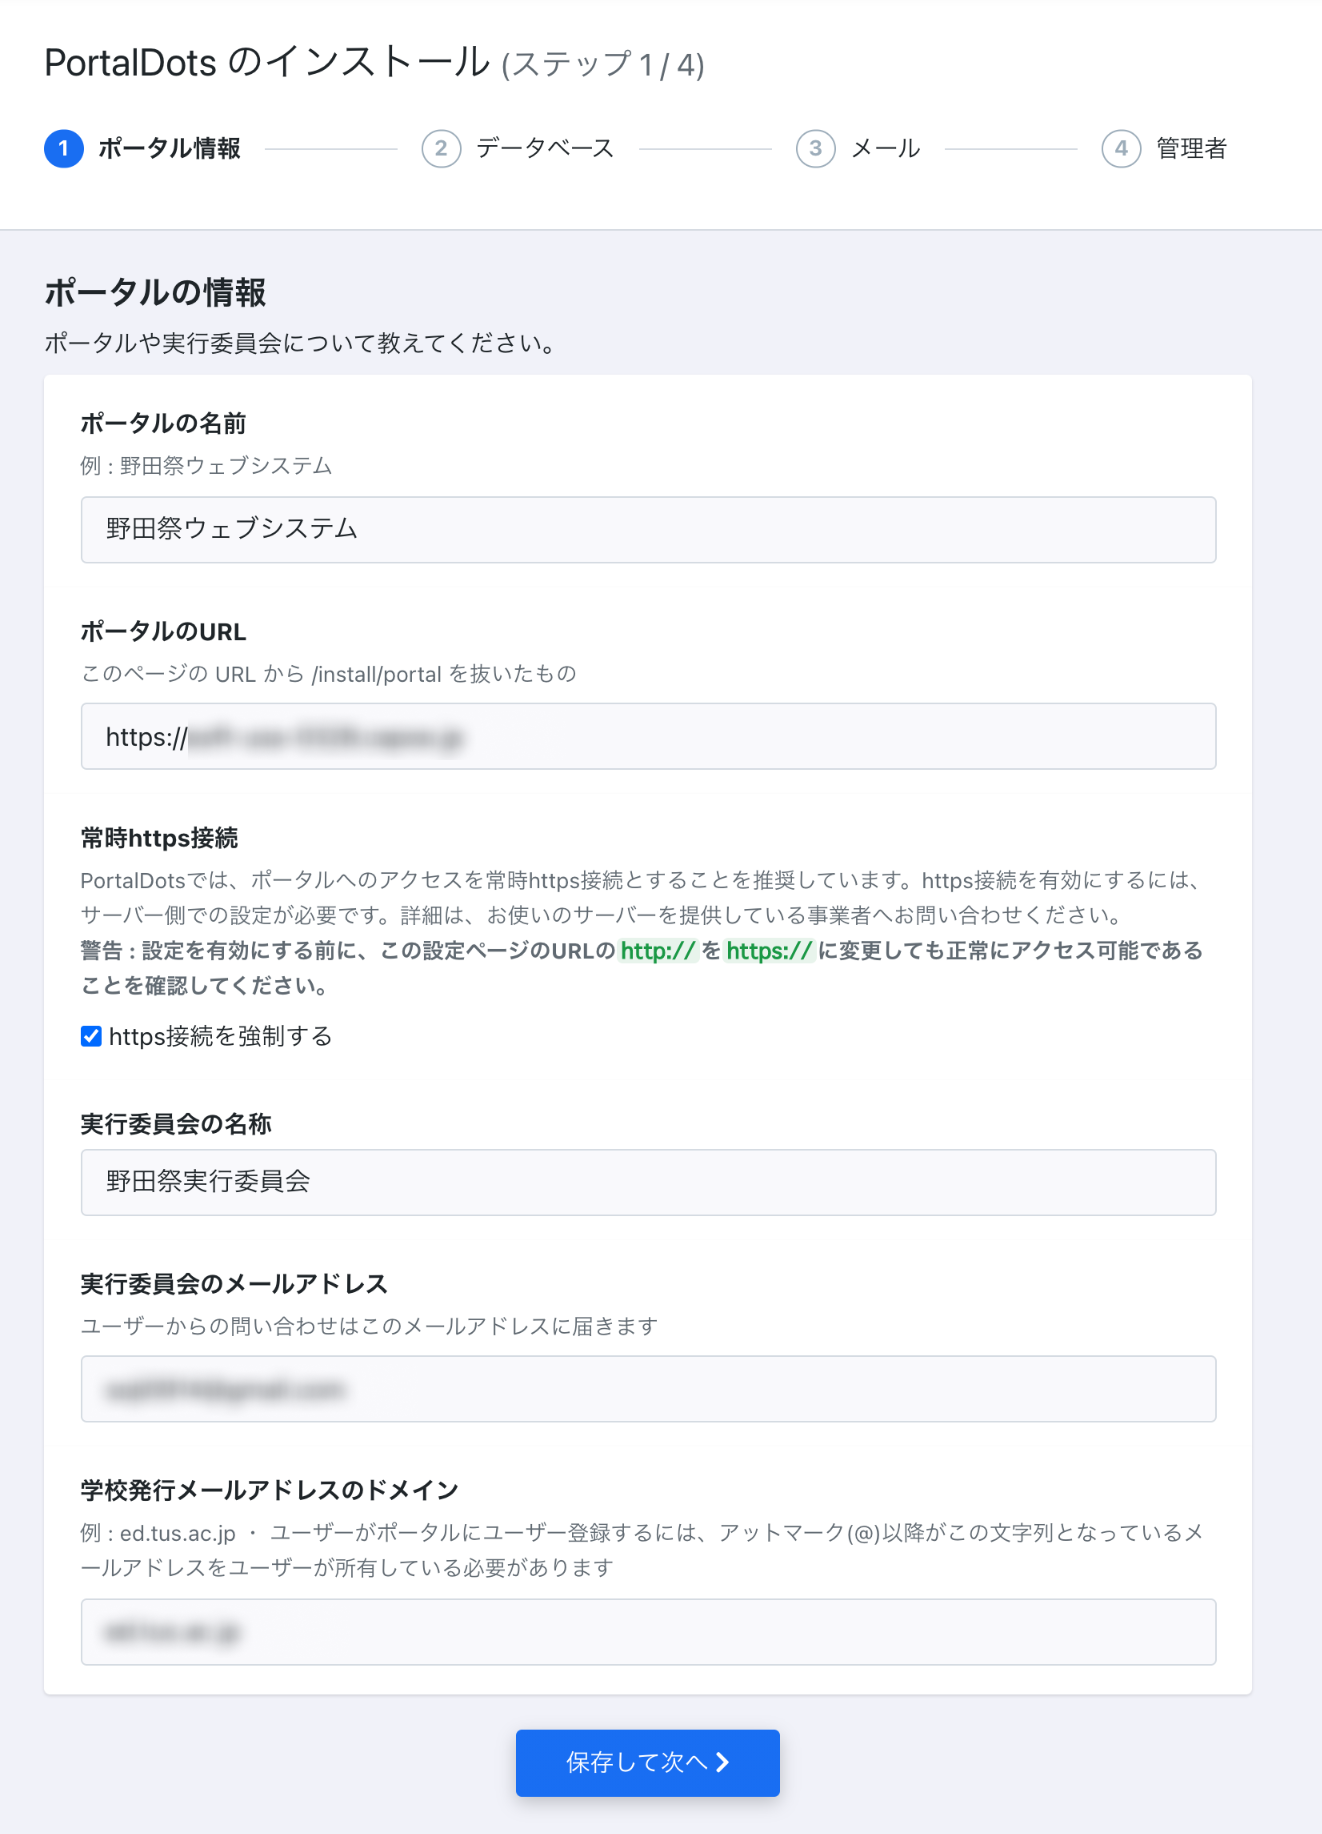 PortalDots のインストール (ステップ 1 / 4)
1 ポータル情報 2 データベース 3 メール 4 管理者
ポータルの情報
ポータルや実行委員会について教えてください。
ポータルの名前
例 : 野田祭ウェブシステム
野田祭ウェブシステム
ポータルのURL
このページの URL から /install/portal を抜いたもの
https://
常時https接続
PortalDotsでは、ポータルへのアクセスを常時https接続とすることを推奨しています。https接続を有効にするには、
サーバー側での設定が必要です。詳細は、お使いのサーバーを提供している事業者へお問い合わせください。
警告 : 設定を有効にする前に、この設定ページのURLの http:// を https:// に変更しても正常にアクセス可能である
ことを確認してください。
https接続を強制する
実行委員会の名称
野田祭実行委員会
実行委員会のメールアドレス
ユーザーからの問い合わせはこのメールアドレスに届きます
学校発行メールアドレスのドメイン
例 : ed.tus.ac.jp ・ ユーザーがポータルにユーザー登録するには、アットマーク(@)以降がこの文字列となっているメ
ールアドレスをユーザーが所有している必要があります
保存して次へ